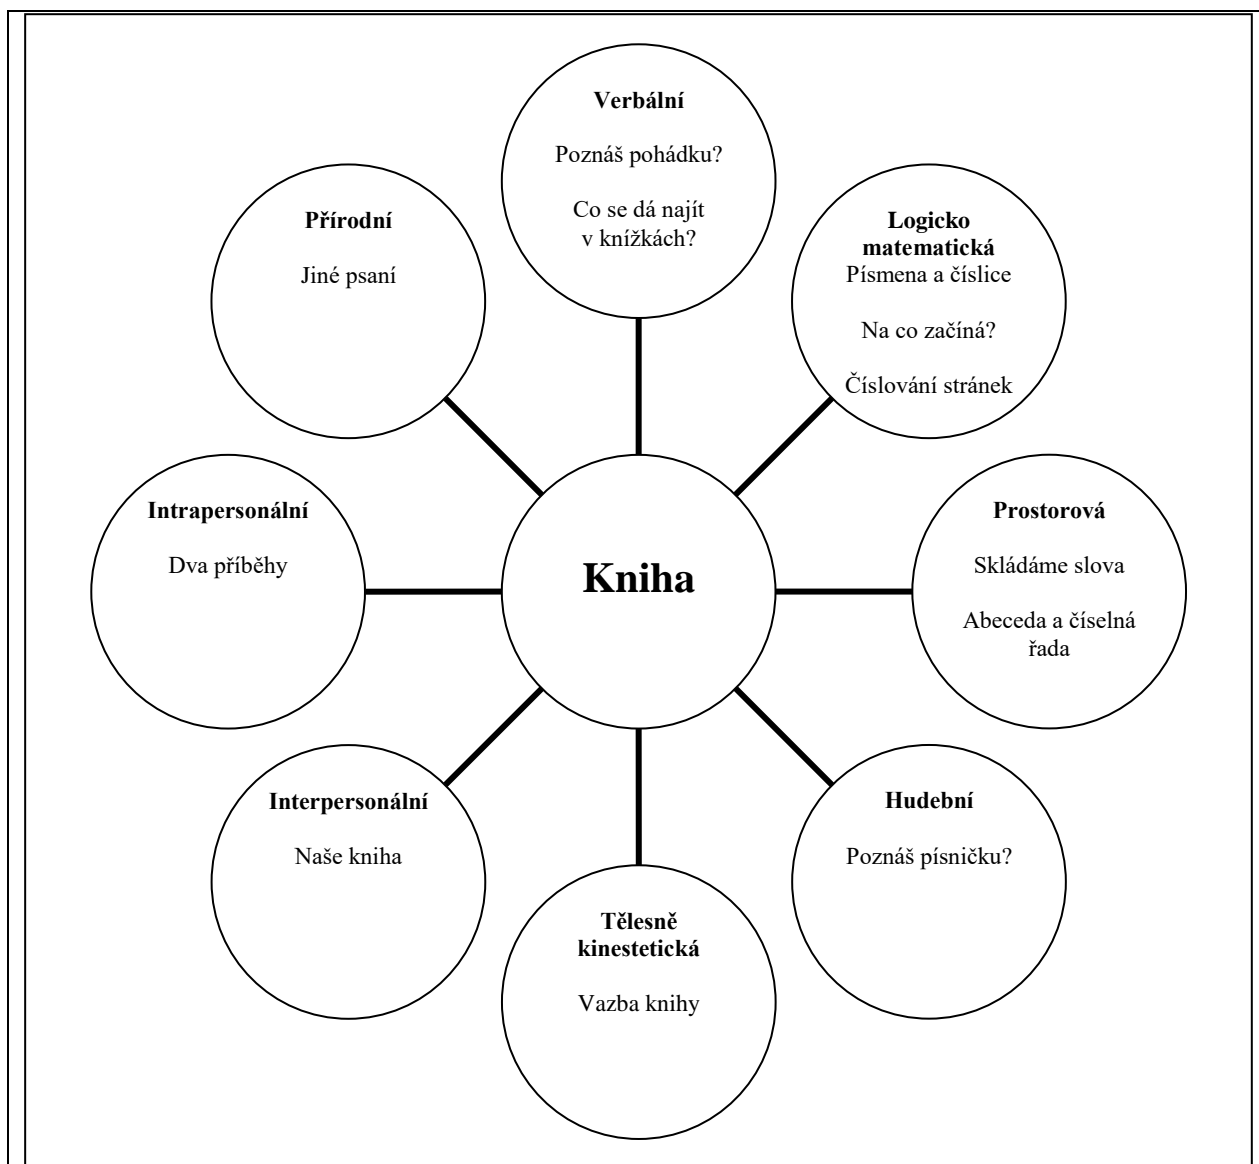 Verbální
Poznáš pohádku?
Co se dá najít
v knížkách?
Logicko
matematická
Písmena a číslice
Na co začíná?
Číslování stránek
Prostorová
Skládáme slova
Abeceda a číselná
řada
Hudební
Poznáš písničku?
Tělesně
kinestetická
Vazba knihy
Interpersonální
Naše kniha
Intrapersonální
Dva příběhy
Přírodní
Jiné psaní
Kniha